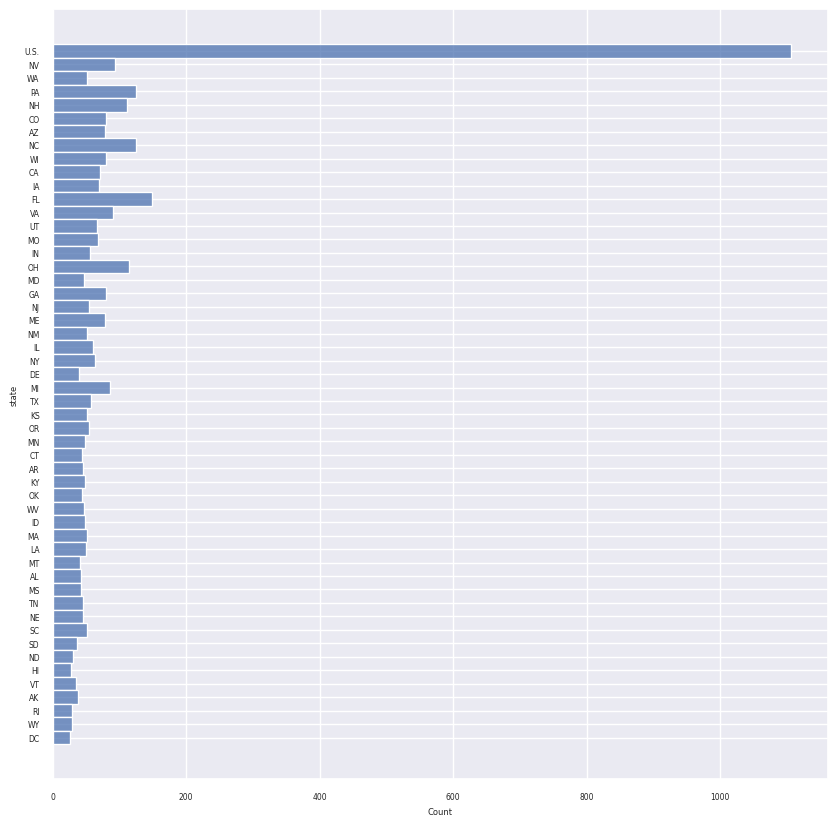 U.S.
NV
WA
PA
NH
CO
AZ
NC
WI
CA
IA
FL
VA
UT
MO
IN
OH
MD
GA
NJ
ME
NM
IL
NY
DE
MI
TX
KS
OR
MN
CT
AR
KY
OK
WV
ID
MA
LA
MT
AL
MS
TN
NE
SC
SD
ND
HI
VT
AK
RI
WY
DC
state
0 200 400 600 800 1000
Count